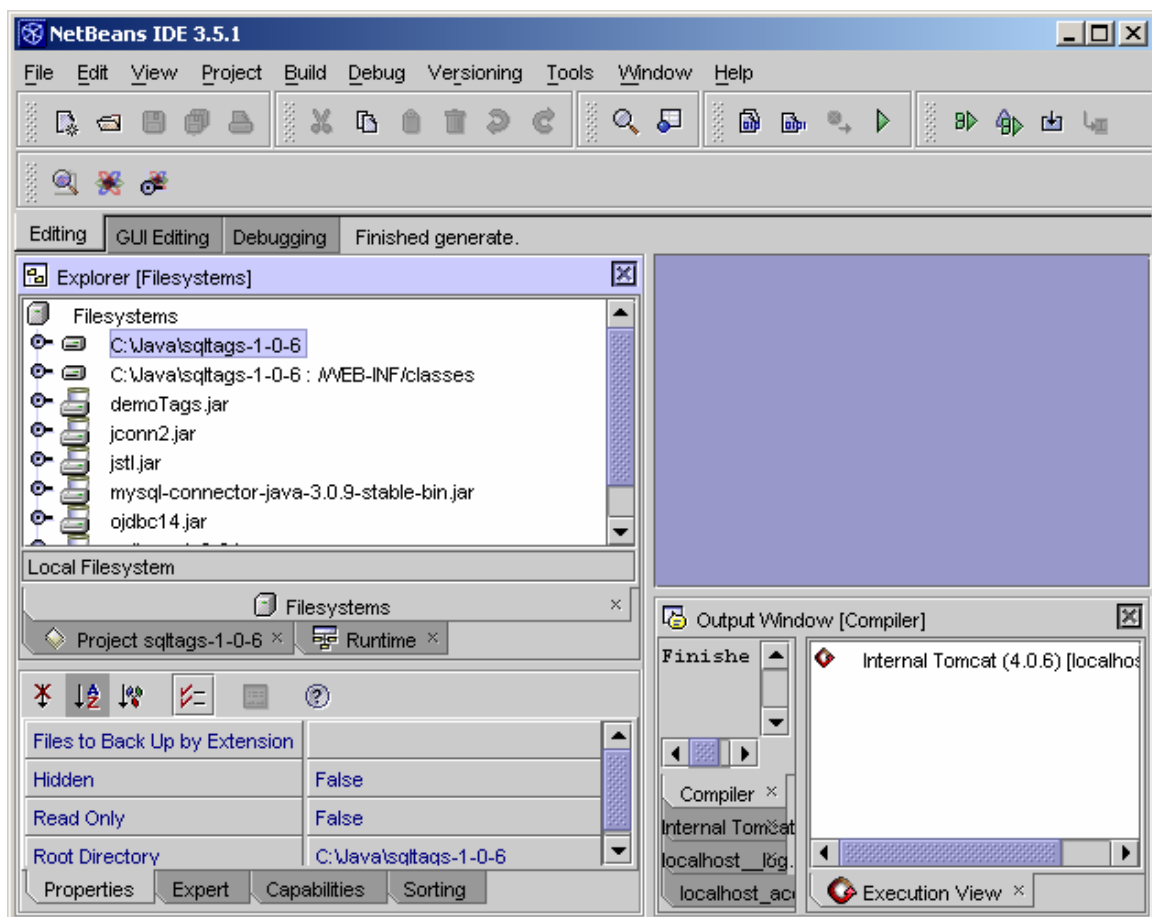 NetBeans IDE 3.5.1
File Edit View Project Build Debug Versioning Tools Window Help
Editing GUI Editing Debugging Finished generate.
Explorer [Filesystems]
Filesystems
C:\Java\sqltags-1-0-6
C:\Java\sqltags-1-0-6 : /WEB-INF/classes
demoTags.jar
jconn2.jar
jstl.jar
mysql-connector-java-3.0.9-stable-bin.jar
ojdbc14.jar
Local Filesystem
Filesystems
Project sqltags-1-0-6 Runtime
Files to Back Up by Extension
Hidden False
Read Only False
Root Directory C:\Java\sqltags-1-0-6
Properties Expert Capabilities Sorting
Output Window [Compiler]
Finishe
Compiler
Internal Tomcat
localhost__log.
localhost_ac
Internal Tomcat (4.0.6) [localhos
Execution View